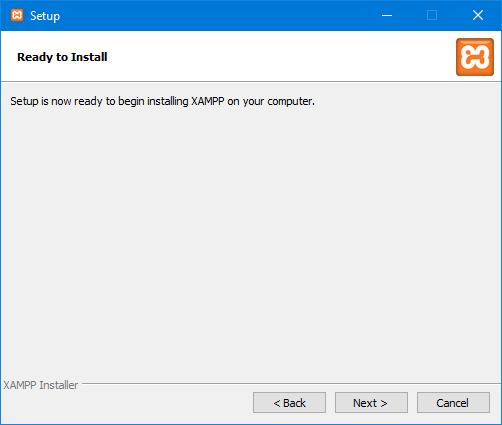 Setup
Ready to Install
Setup is now ready to begin installing XAMPP on your computer.
XAMPP Installer
< Back
Next >
Cancel